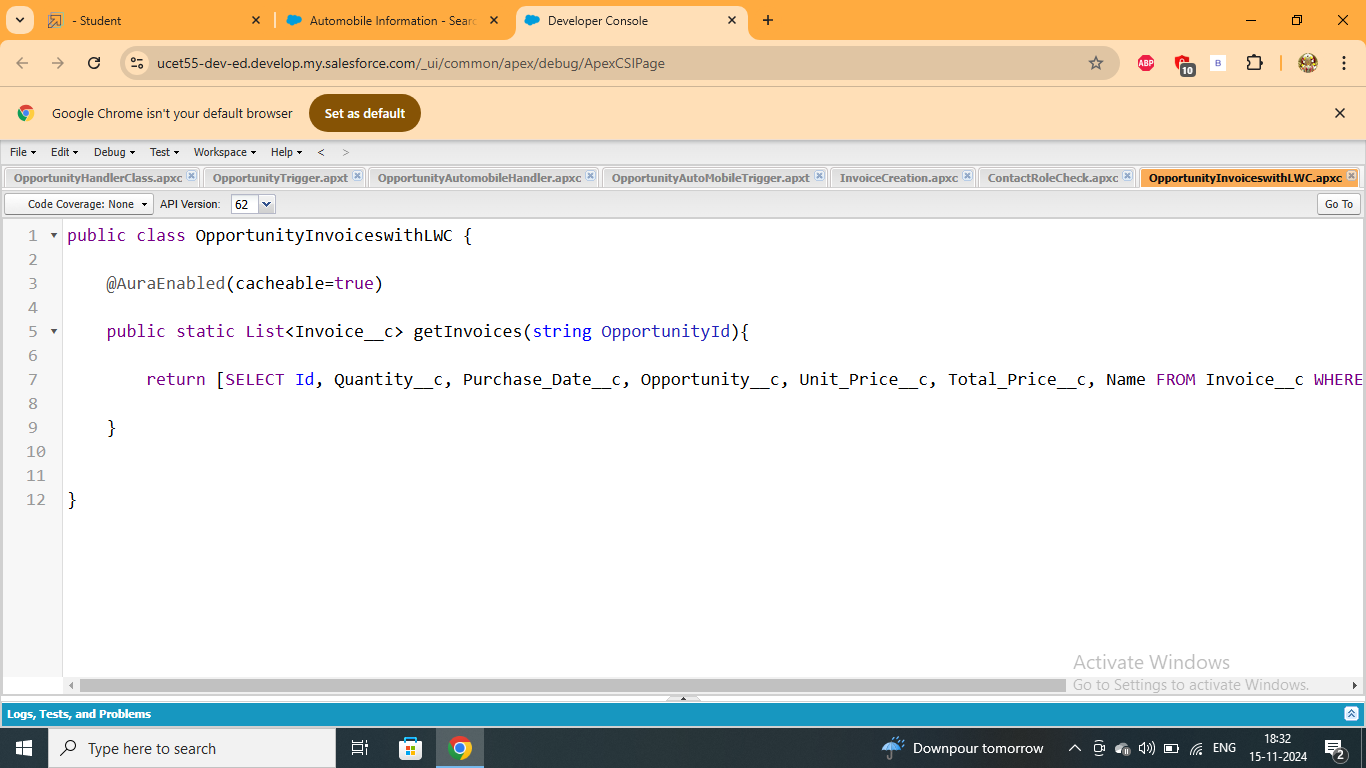 - Student
Automobile Information - Sear
Developer Console
ucet55-dev-ed.develop.my.salesforce.com/_ui/common/apex/debug/ApexCSIPage
ABP
10
B
Google Chrome isn't your default browser
Set as default
File Edit Debug Test Workspace Help < >
OpportunityHandlerClass.apxc OpportunityTrigger.apxt OpportunityAutomobileHandler.apxc OpportunityAutoMobileTrigger.apxt InvoiceCreation.apxc ContactRoleCheck.apxc OpportunityInvoiceswithLWC.apxc
Code Coverage: None API Version: 62 Go To
1 public class OpportunityInvoiceswithLWC {
2
3 @AuraEnabled(cacheable=true)
4
5 public static List<Invoice__c> getInvoices(string OpportunityId){
6
7 return [SELECT Id, Quantity__c, Purchase_Date__c, Opportunity__c, Unit_Price__c, Total_Price__c, Name FROM Invoice__c WHERE
8
9 }
10
11
12 }
Activate Windows
Go to Settings to activate Windows.
Logs, Tests, and Problems
Type here to search
Downpour tomorrow
ENG
18:32
15-11-2024
2